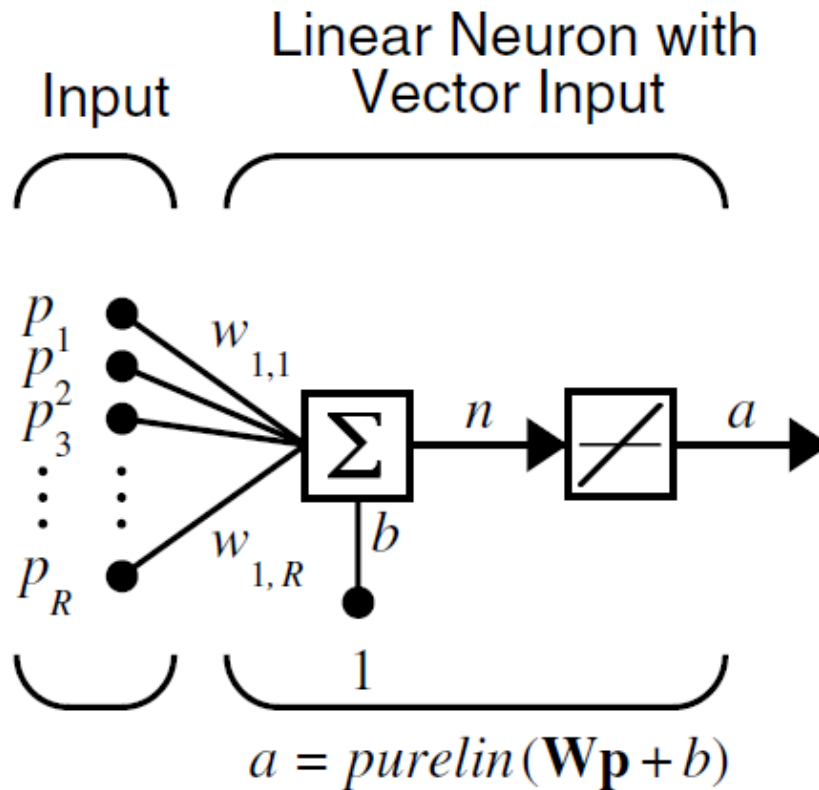 Linear Neuron with
Vector Input
Input
p1
p2
p3
pR
w1,1
w1,R
Σ
n
a
b
1
a = purelin(Wp + b)